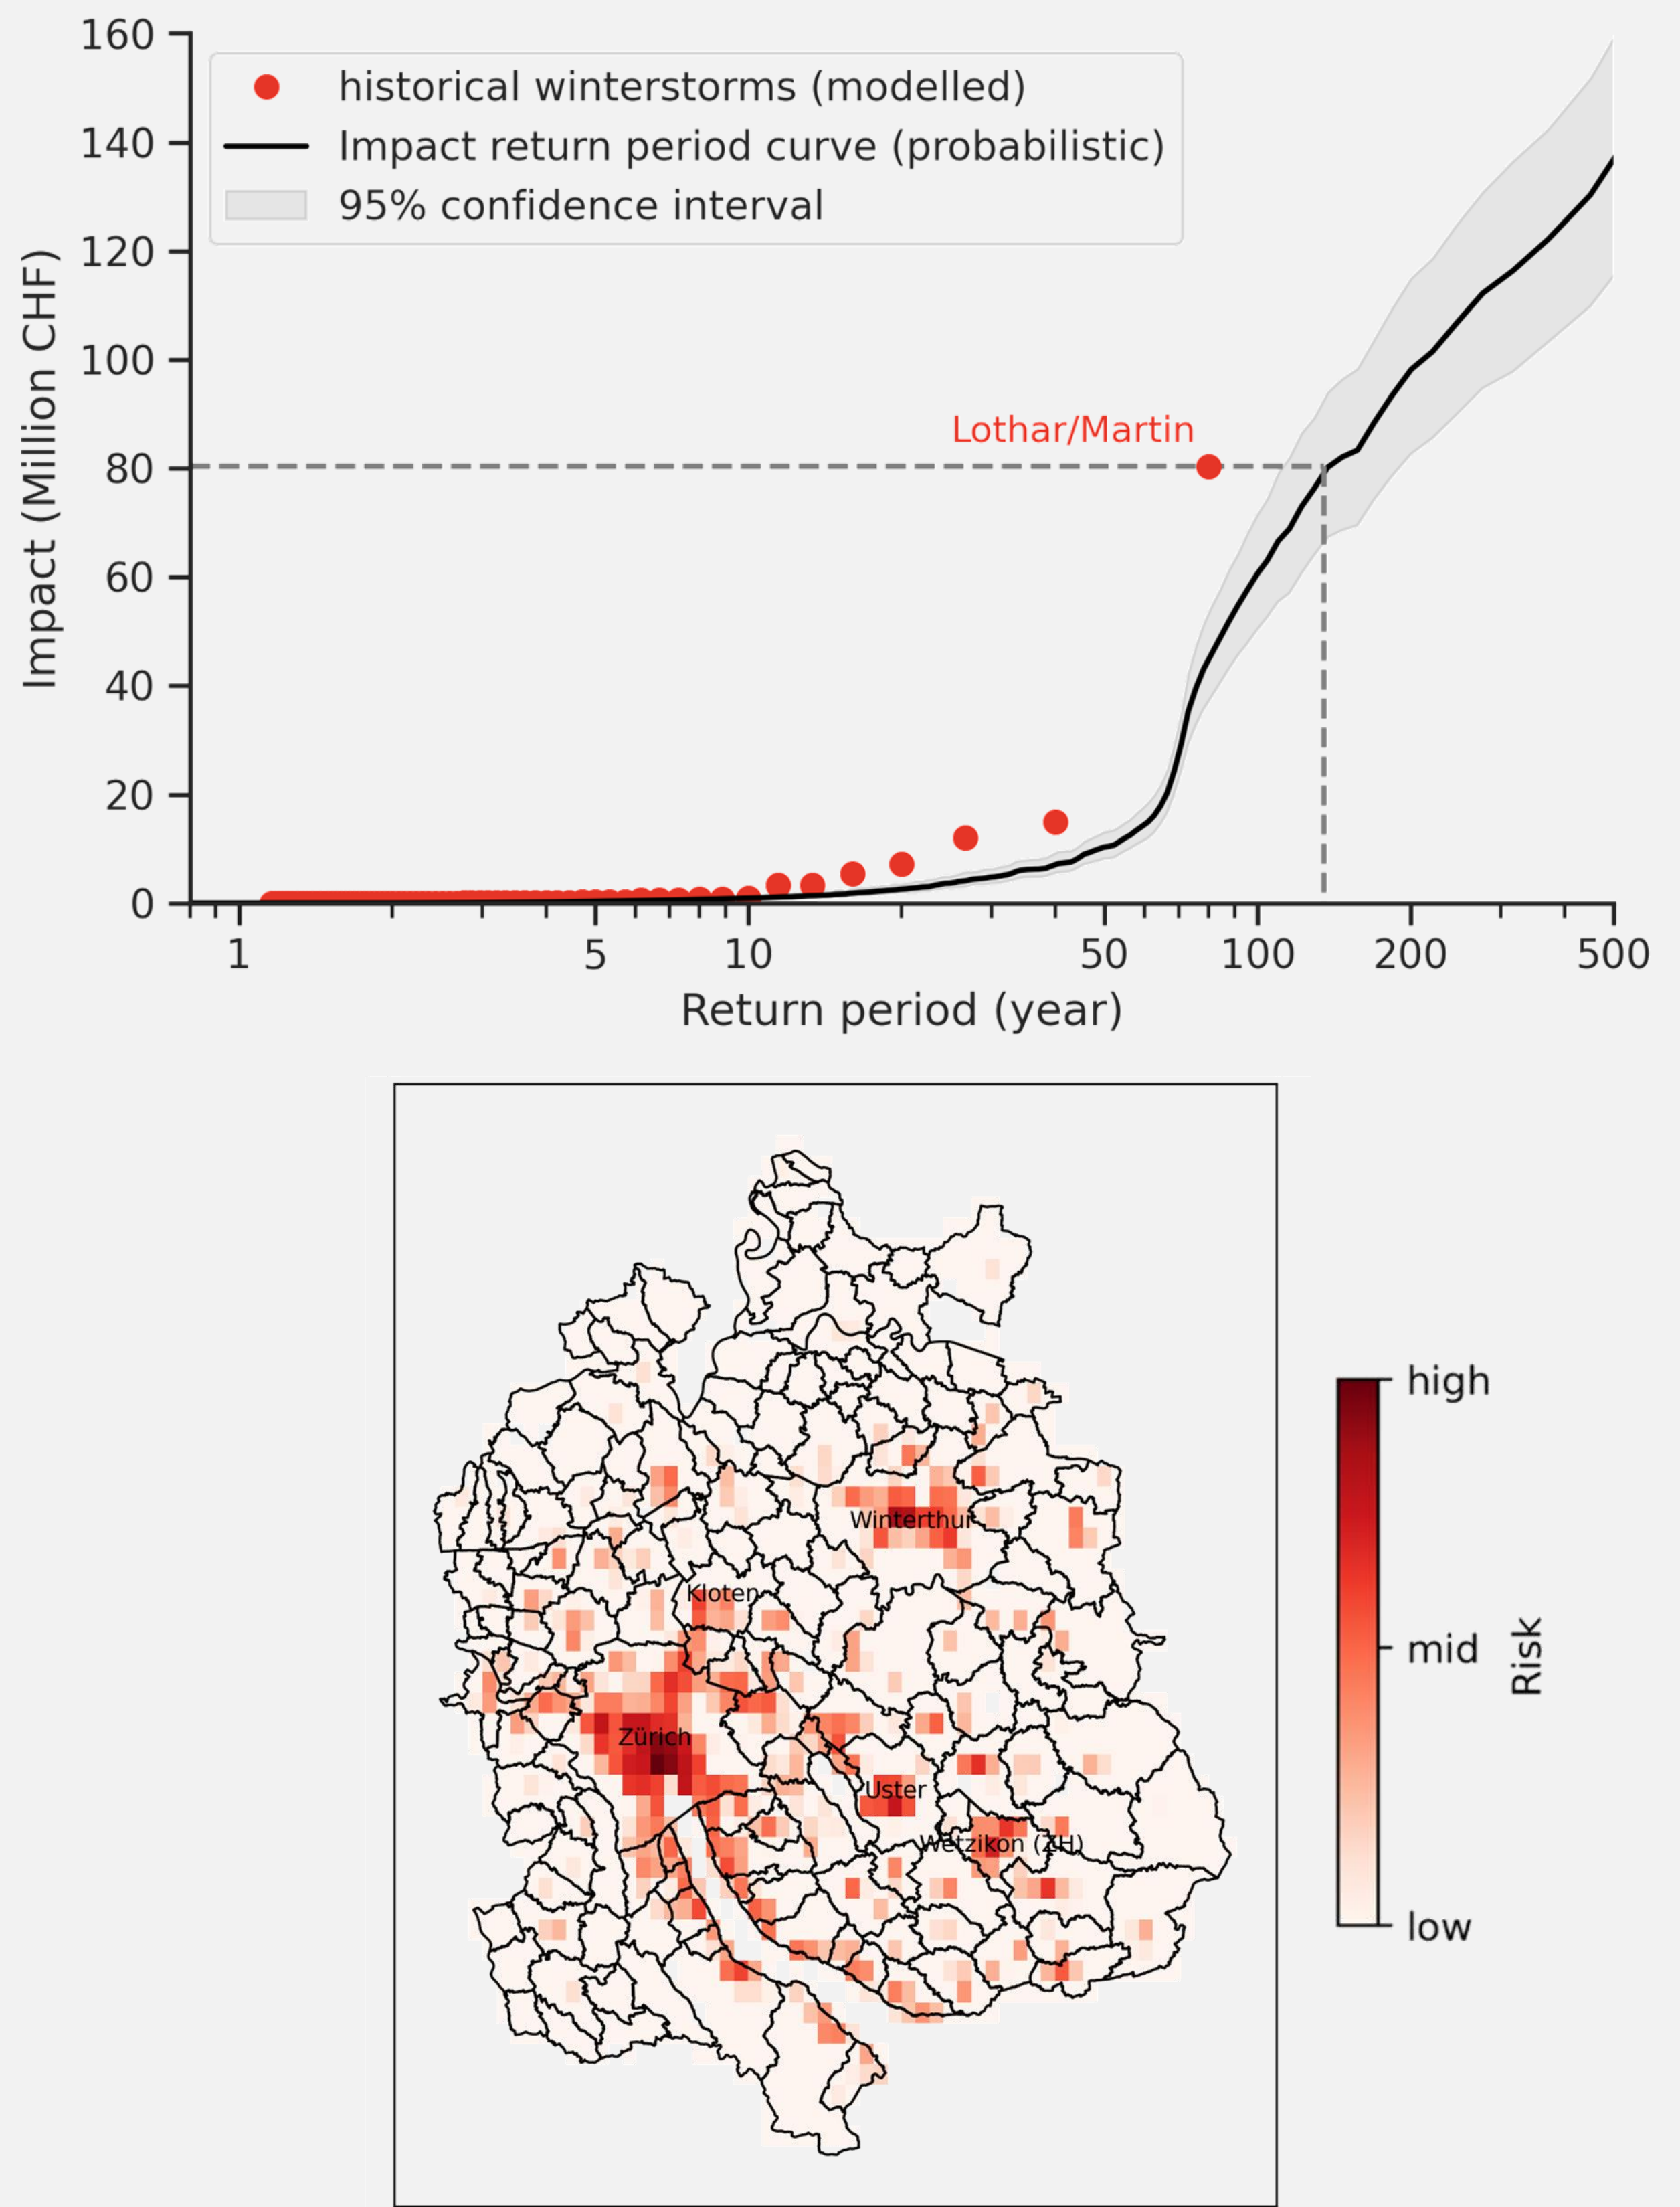 160
historical winterstorms (modelled)
140
Impact return period curve (probabilistic)
95% confidence interval
120
100
Lothar/Martin
80
60
40
20
0
Impact (Million CHF)
1 5 10 50 100 200 500
Return period (year)
high
Winterthur
Kloten
mid
Risk
Zürich
Uster
Wetzikon (ZH)
low